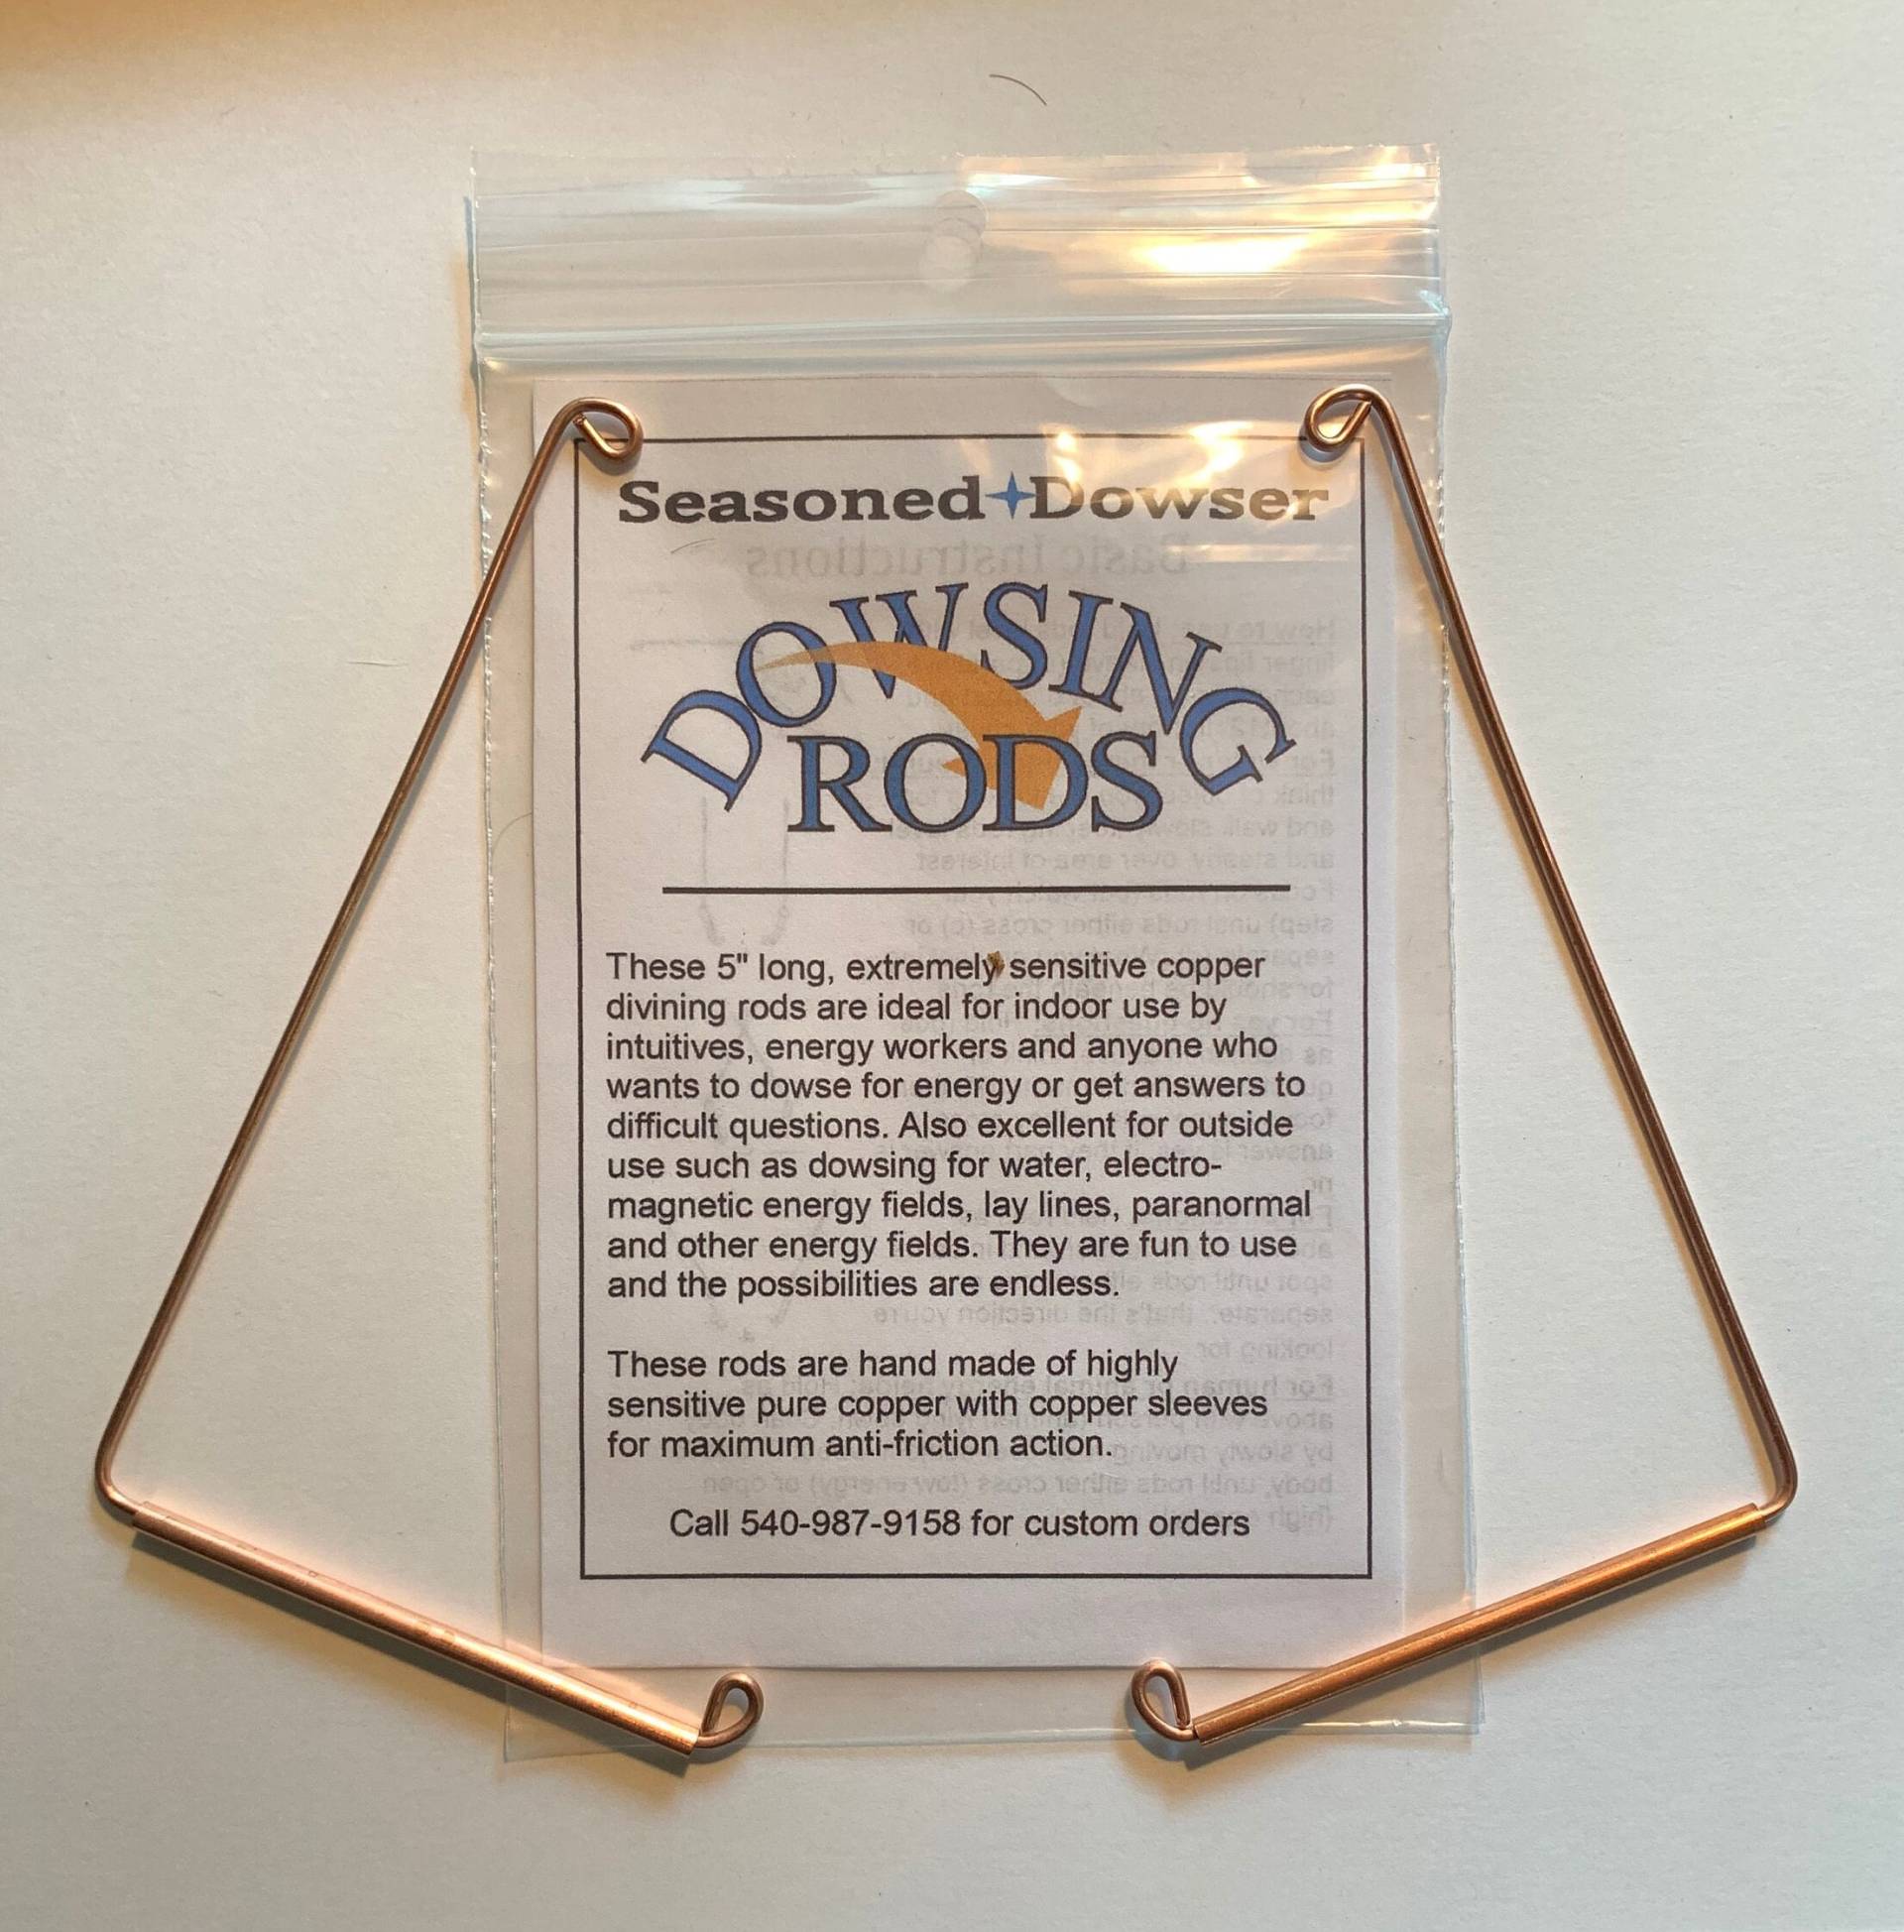 Seasoned Dowser
Basic Instructions
DOWSING
RODS
These 5" long, extremely sensitive copper
divining rods are ideal for indoor use by
intuitives, energy workers and anyone who
wants to dowse for energy or get answers to
difficult questions. Also excellent for outside
use such as dowsing for water, electro-
magnetic energy fields, lay lines, paranormal
and other energy fields. They are fun to use
and the possibilities are endless.
These rods are hand made of highly
sensitive pure copper with copper sleeves
for maximum anti-friction action.
Call 540-987-9158 for custom orders